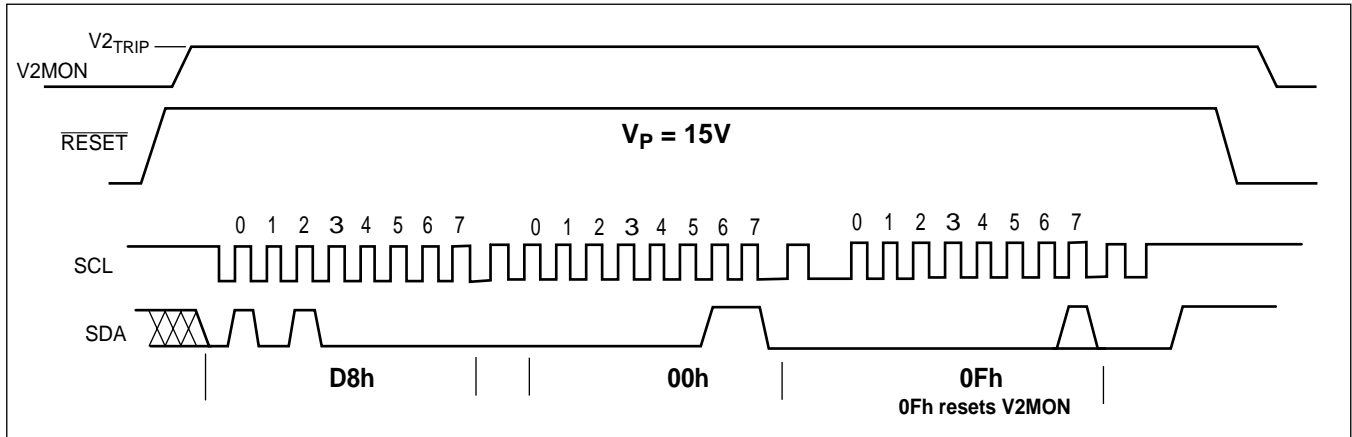 V2TRIP
V2MON
RESET
VP = 15V
0 1 2 3 4 5 6 7 0 1 2 3 4 5 6 7 0 1 2 3 4 5 6 7
SCL
SDA
D8h 00h 0Fh
0Fh resets V2MON